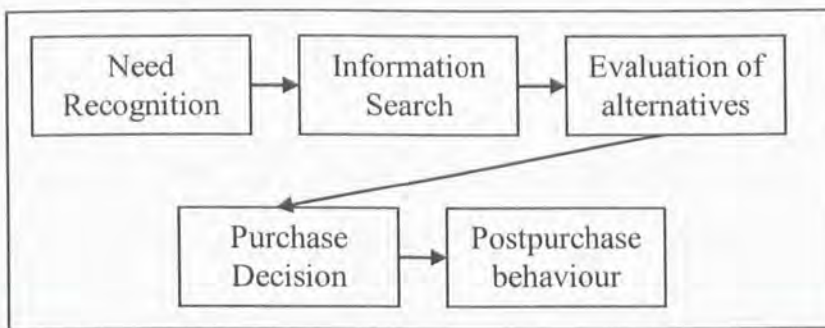 Need
Recognition
Information
Search
Evaluation of
alternatives
Purchase
Decision
Postpurchase
behaviour